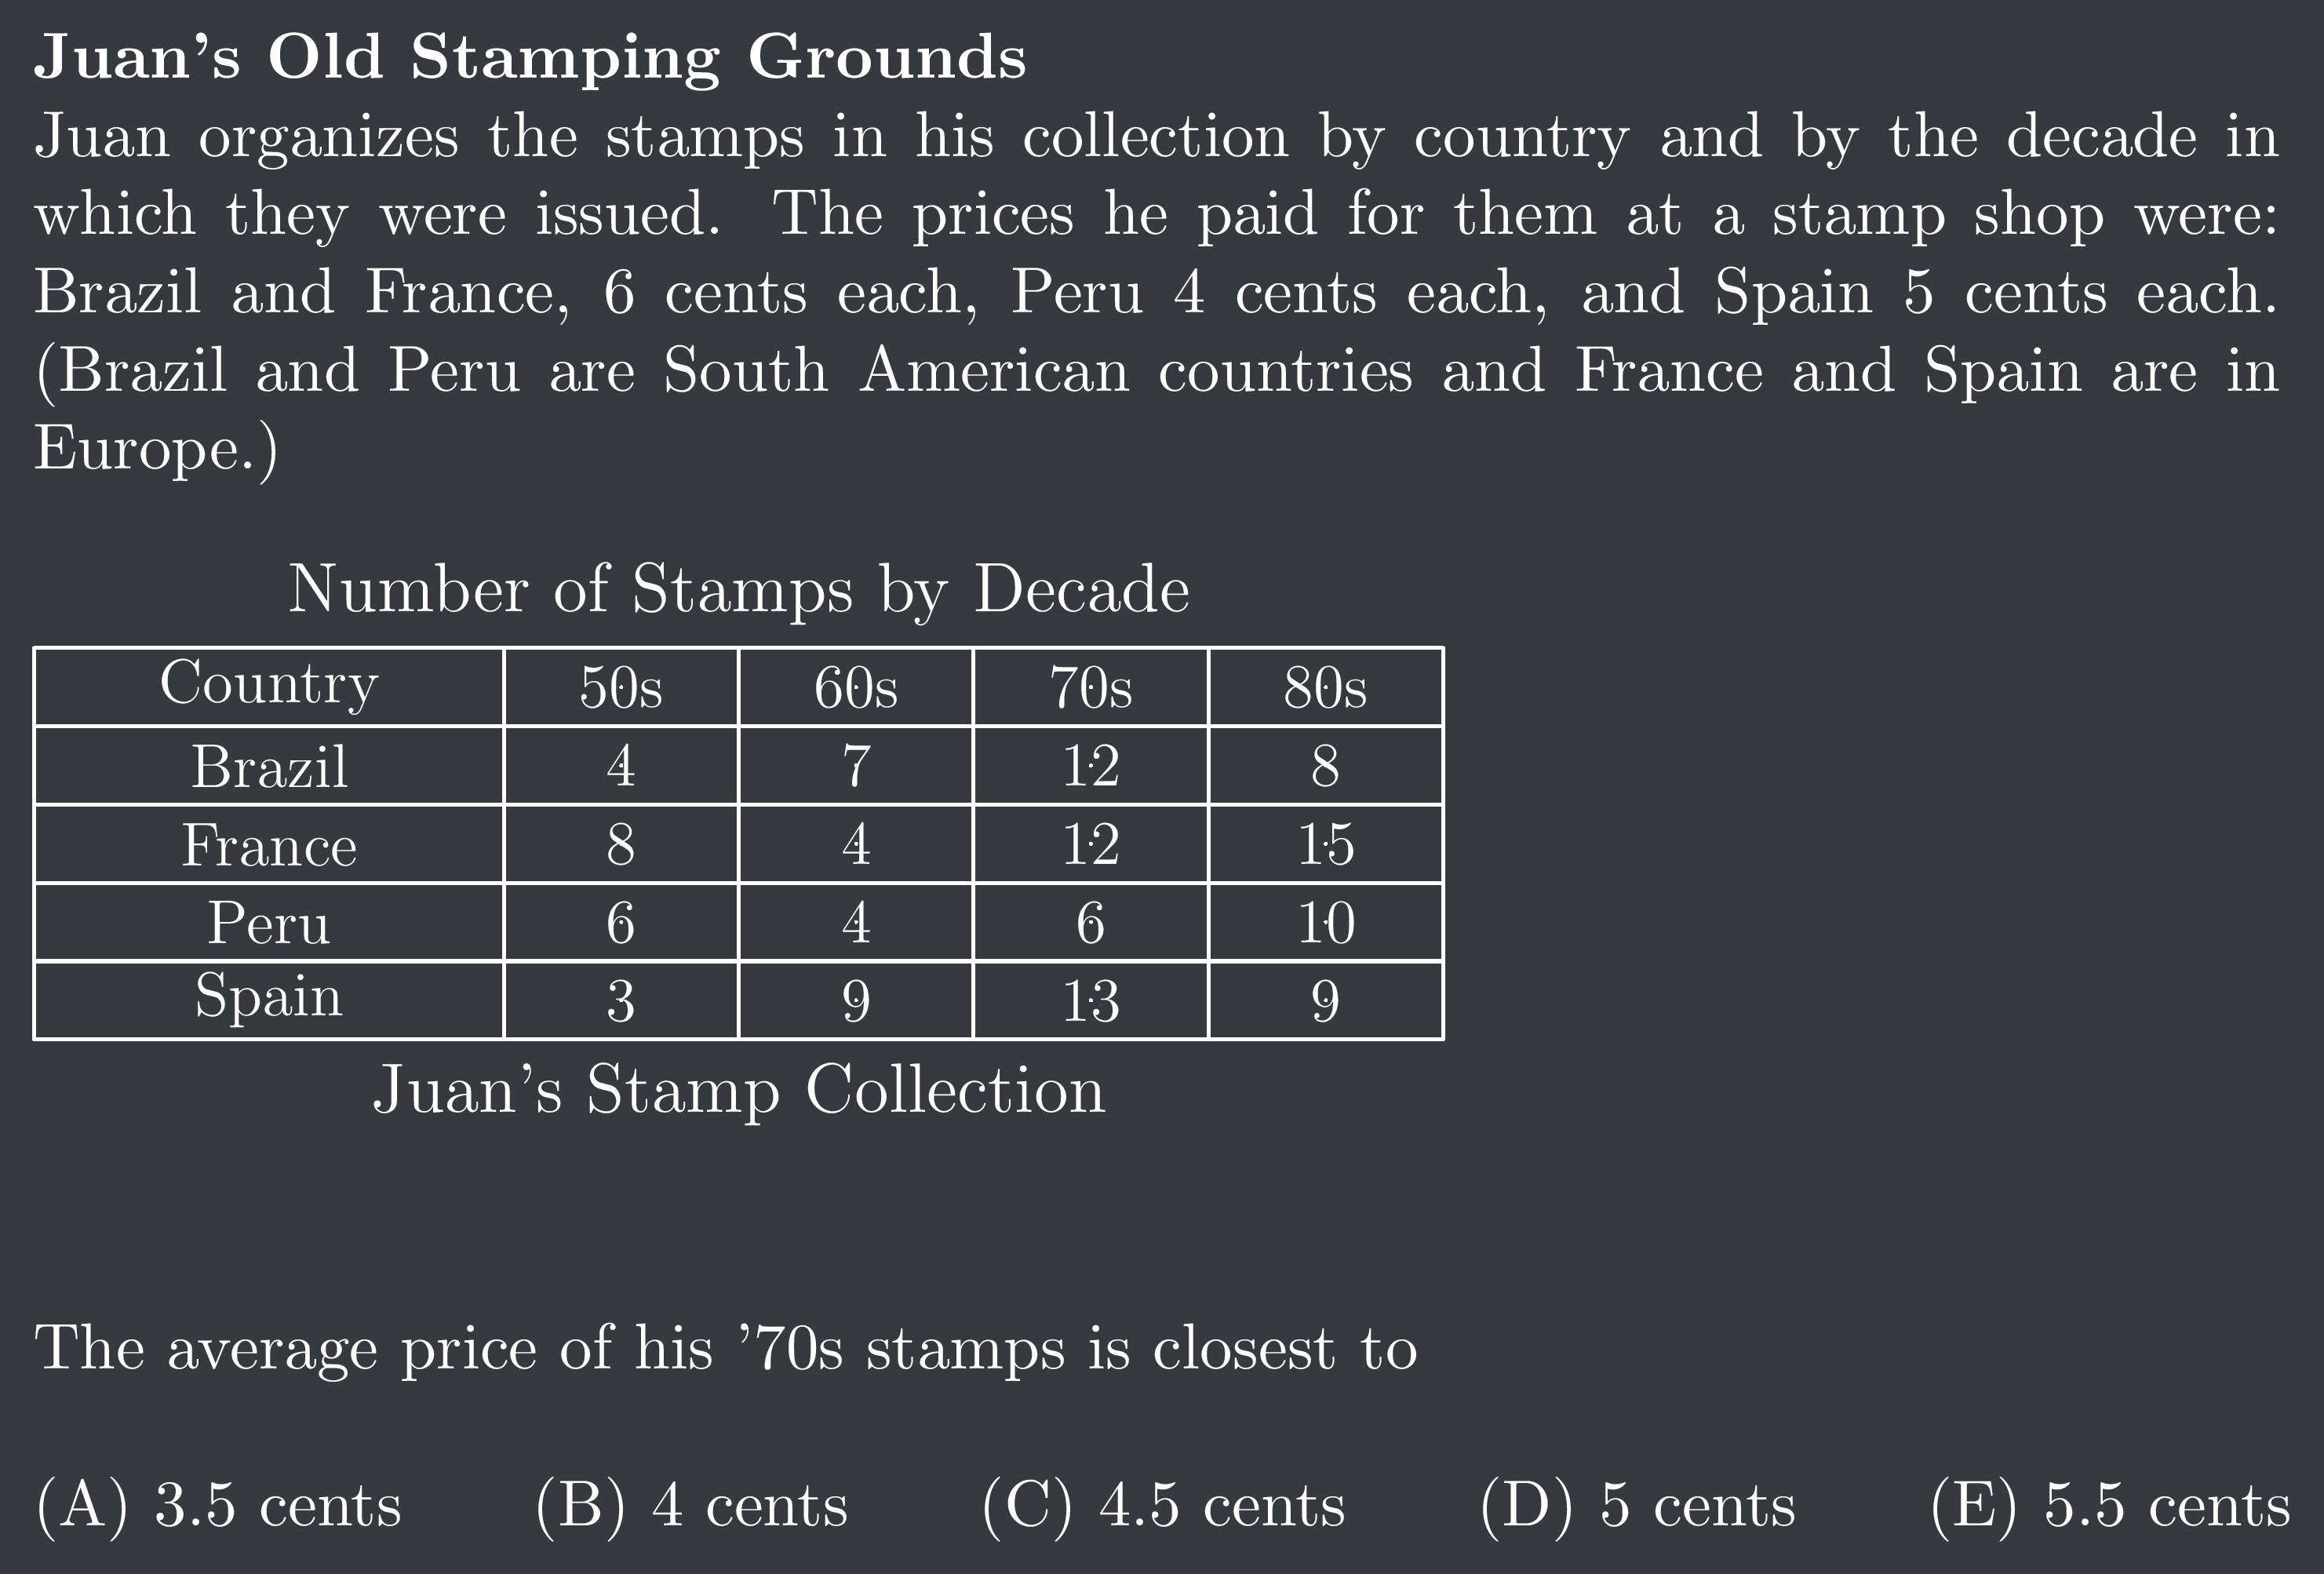 Juan's Old Stamping Grounds
Juan organizes the stamps in his collection by country and by the decade in
which they were issued. The prices he paid for them at a stamp shop were:
Brazil and France, 6 cents each, Peru 4 cents each, and Spain 5 cents each.
(Brazil and Peru are South American countries and France and Spain are in
Europe.)
Number of Stamps by Decade
Country 50s 60s 70s 80s
Brazil 4 7 12 8
France 8 4 12 15
Peru 6 4 6 10
Spain 3 9 13 9
Juan's Stamp Collection
The average price of his '70s stamps is closest to
(A) 3.5 cents (B) 4 cents (C) 4.5 cents (D) 5 cents (E) 5.5 cents